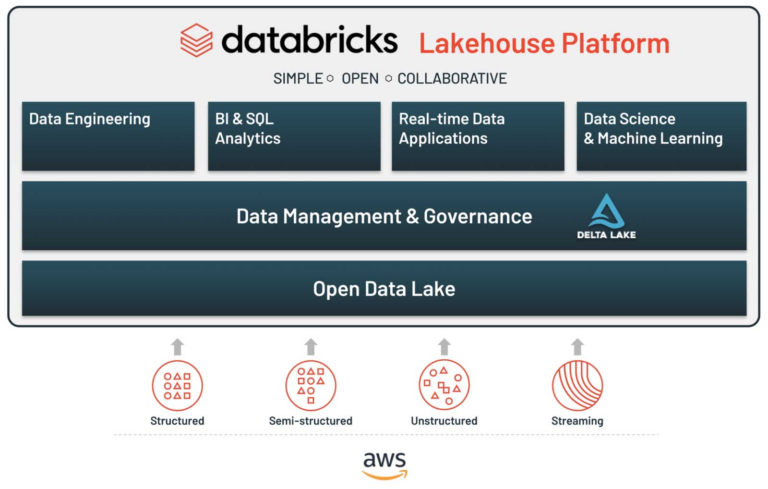 databricks Lakehouse Platform
SIMPLE ○ OPEN ○ COLLABORATIVE
Data Engineering
BI & SQL
Analytics
Real-time Data
Applications
Data Science
& Machine Learning
Data Management & Governance
DELTA LAKE
Open Data Lake
Structured
Semi-structured
Unstructured
Streaming
aws